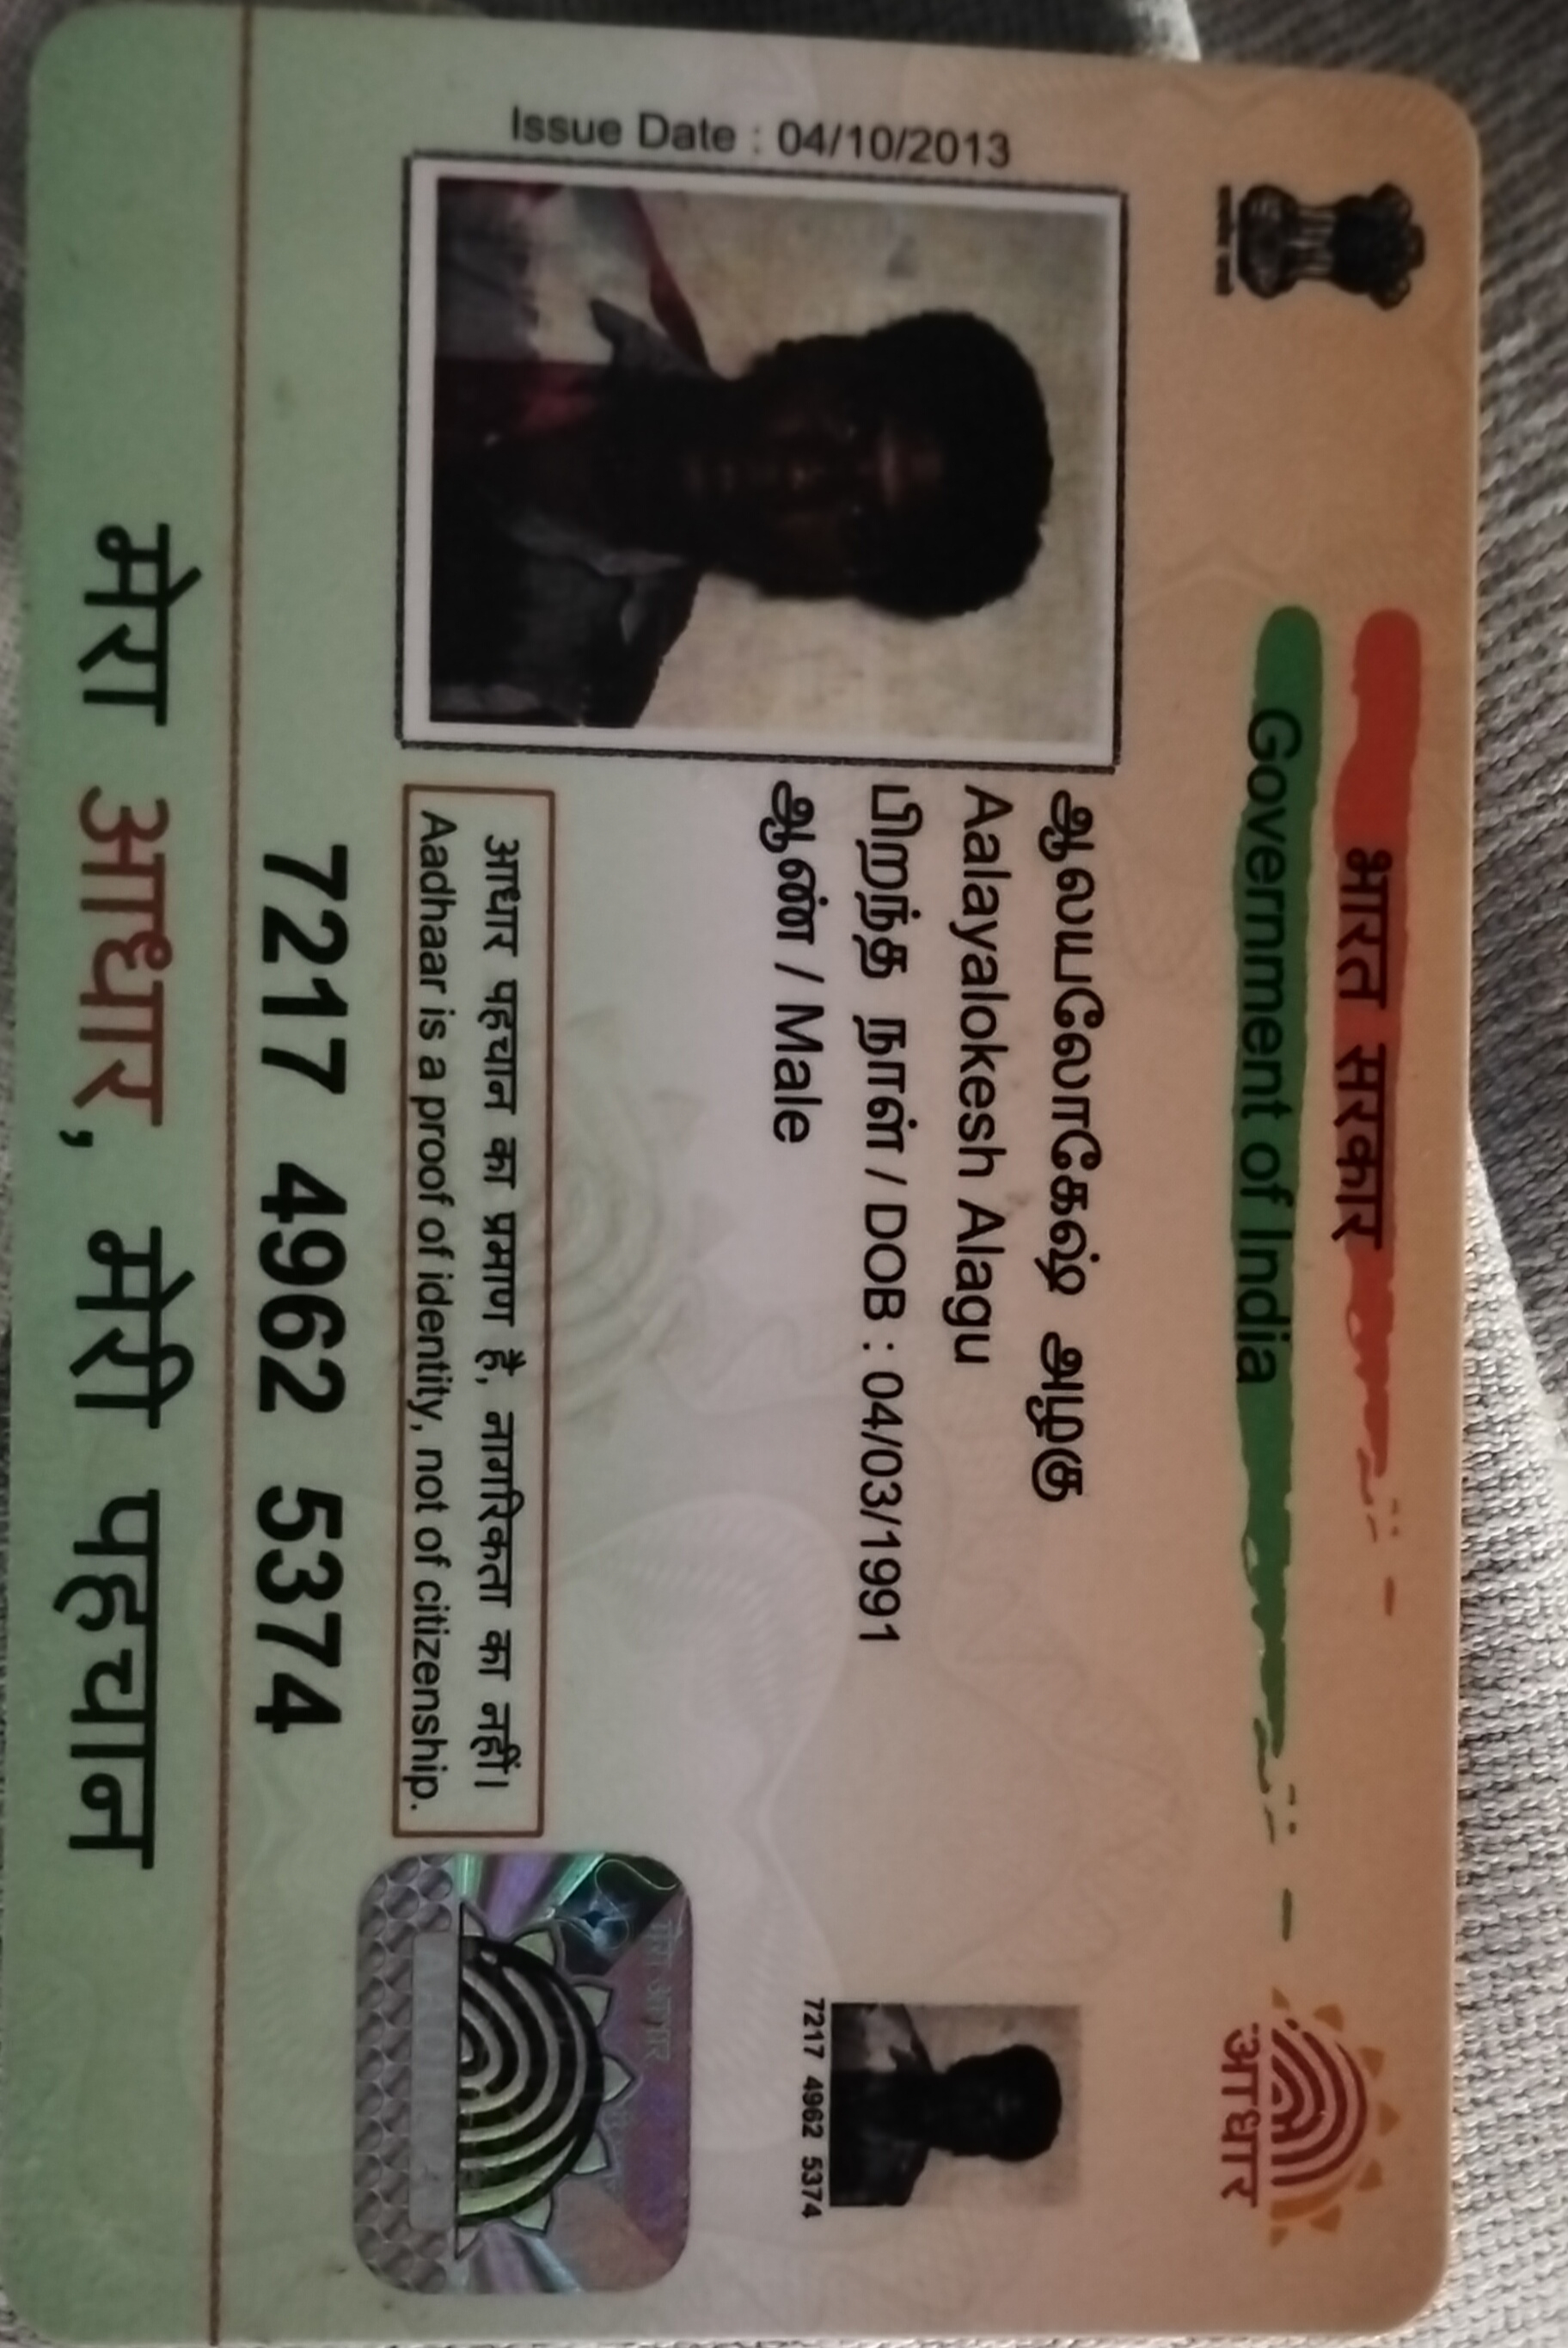 भारत सरकार
Government of India
आधार
Issue Date : 04/10/2013
ஆலயலோகேஷ் அழகு
Aalayalokesh Alagu
பிறந்த நாள் / DOB : 04/03/1991
ஆண் / Male
7217 4962 5374
आधार पहचान का प्रमाण है, नागरिकता का नहीं।
Aadhaar is a proof of identity, not of citizenship.
7217 4962 5374
मेरा आधार, मेरी पहचान